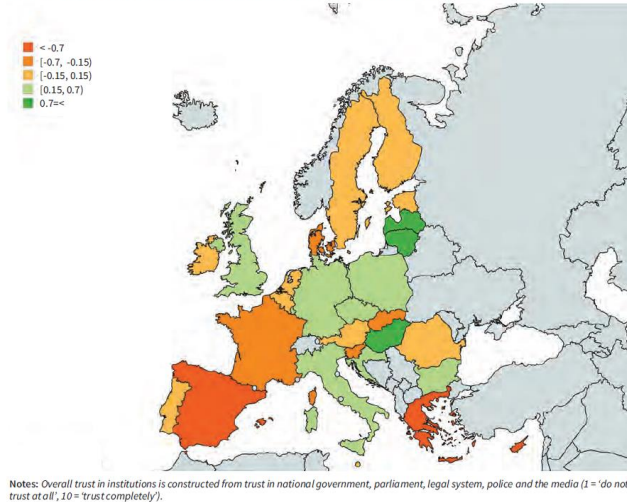 < -0.7
[-0.7, -0.15)
[-0.15, 0.15)
[0.15, 0.7)
0.7=<
Notes: Overall trust in institutions is constructed from trust in national government, parliament, legal system, police and the media (1 = ‘do not
trust at all’, 10 = ‘trust completely’).